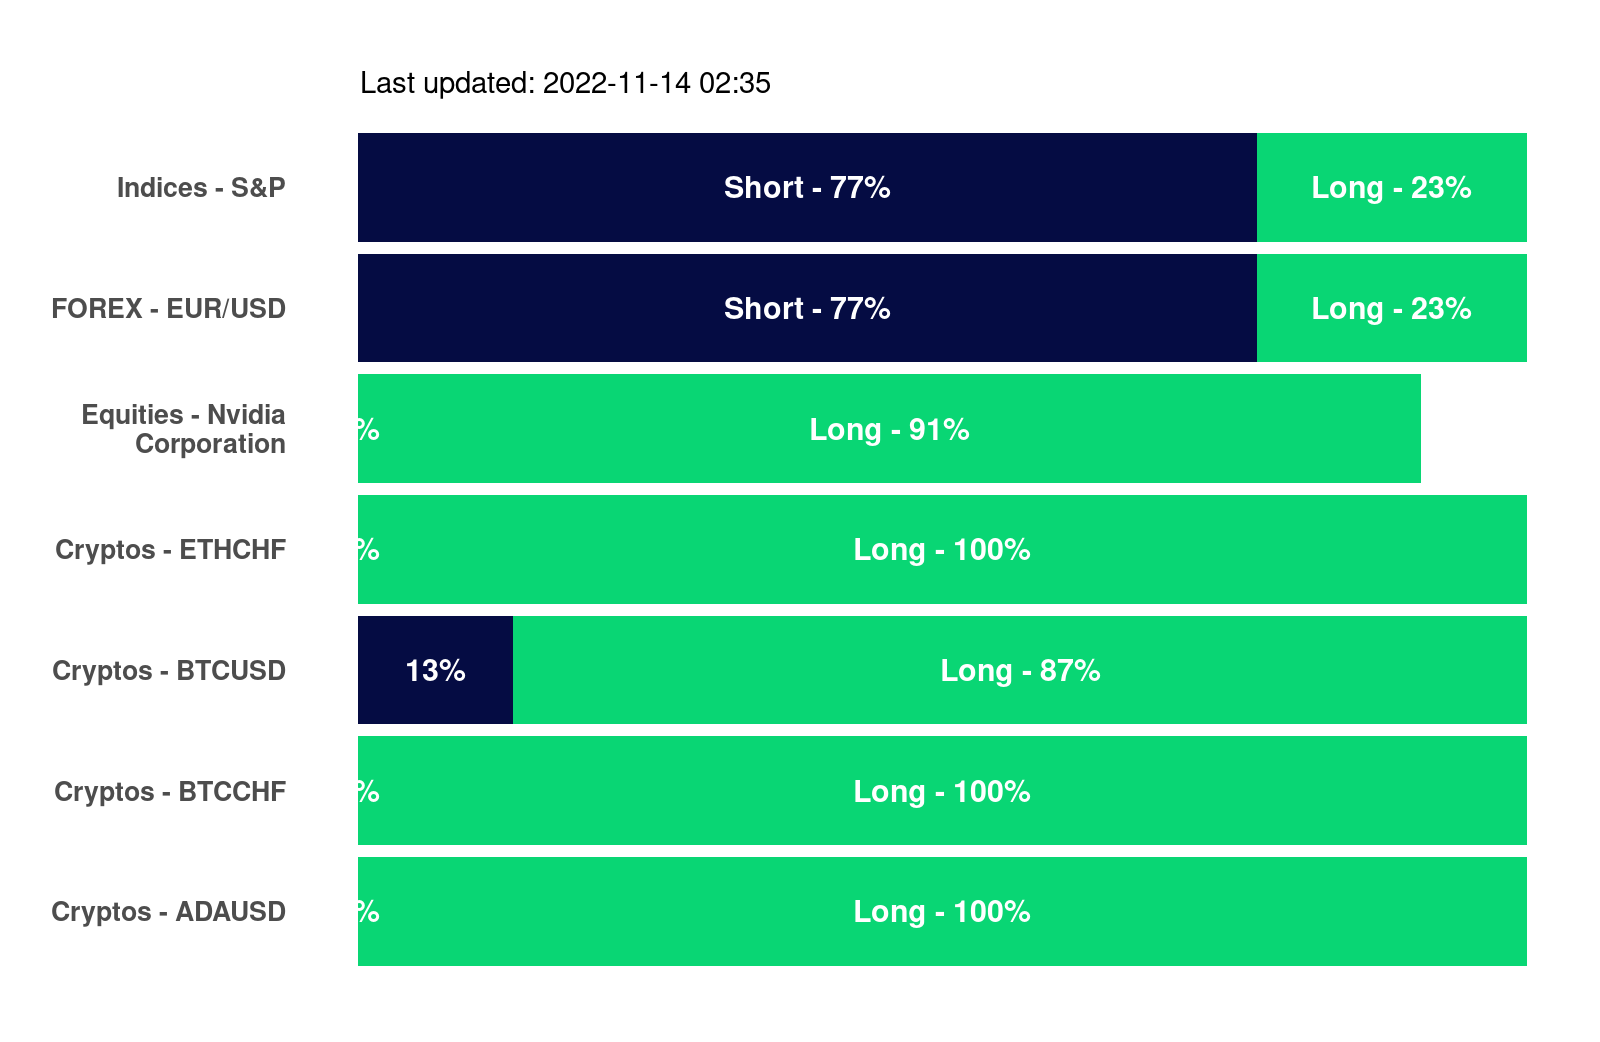 Last updated: 2022-11-14 02:35
Indices - S&P
Short - 77%
Long - 23%
FOREX - EUR/USD
Short - 77%
Long - 23%
Equities - Nvidia
Corporation
%
Long - 91%
Cryptos - ETHCHF
%
Long - 100%
Cryptos - BTCUSD
13%
Long - 87%
Cryptos - BTCCHF
%
Long - 100%
Cryptos - ADAUSD
%
Long - 100%